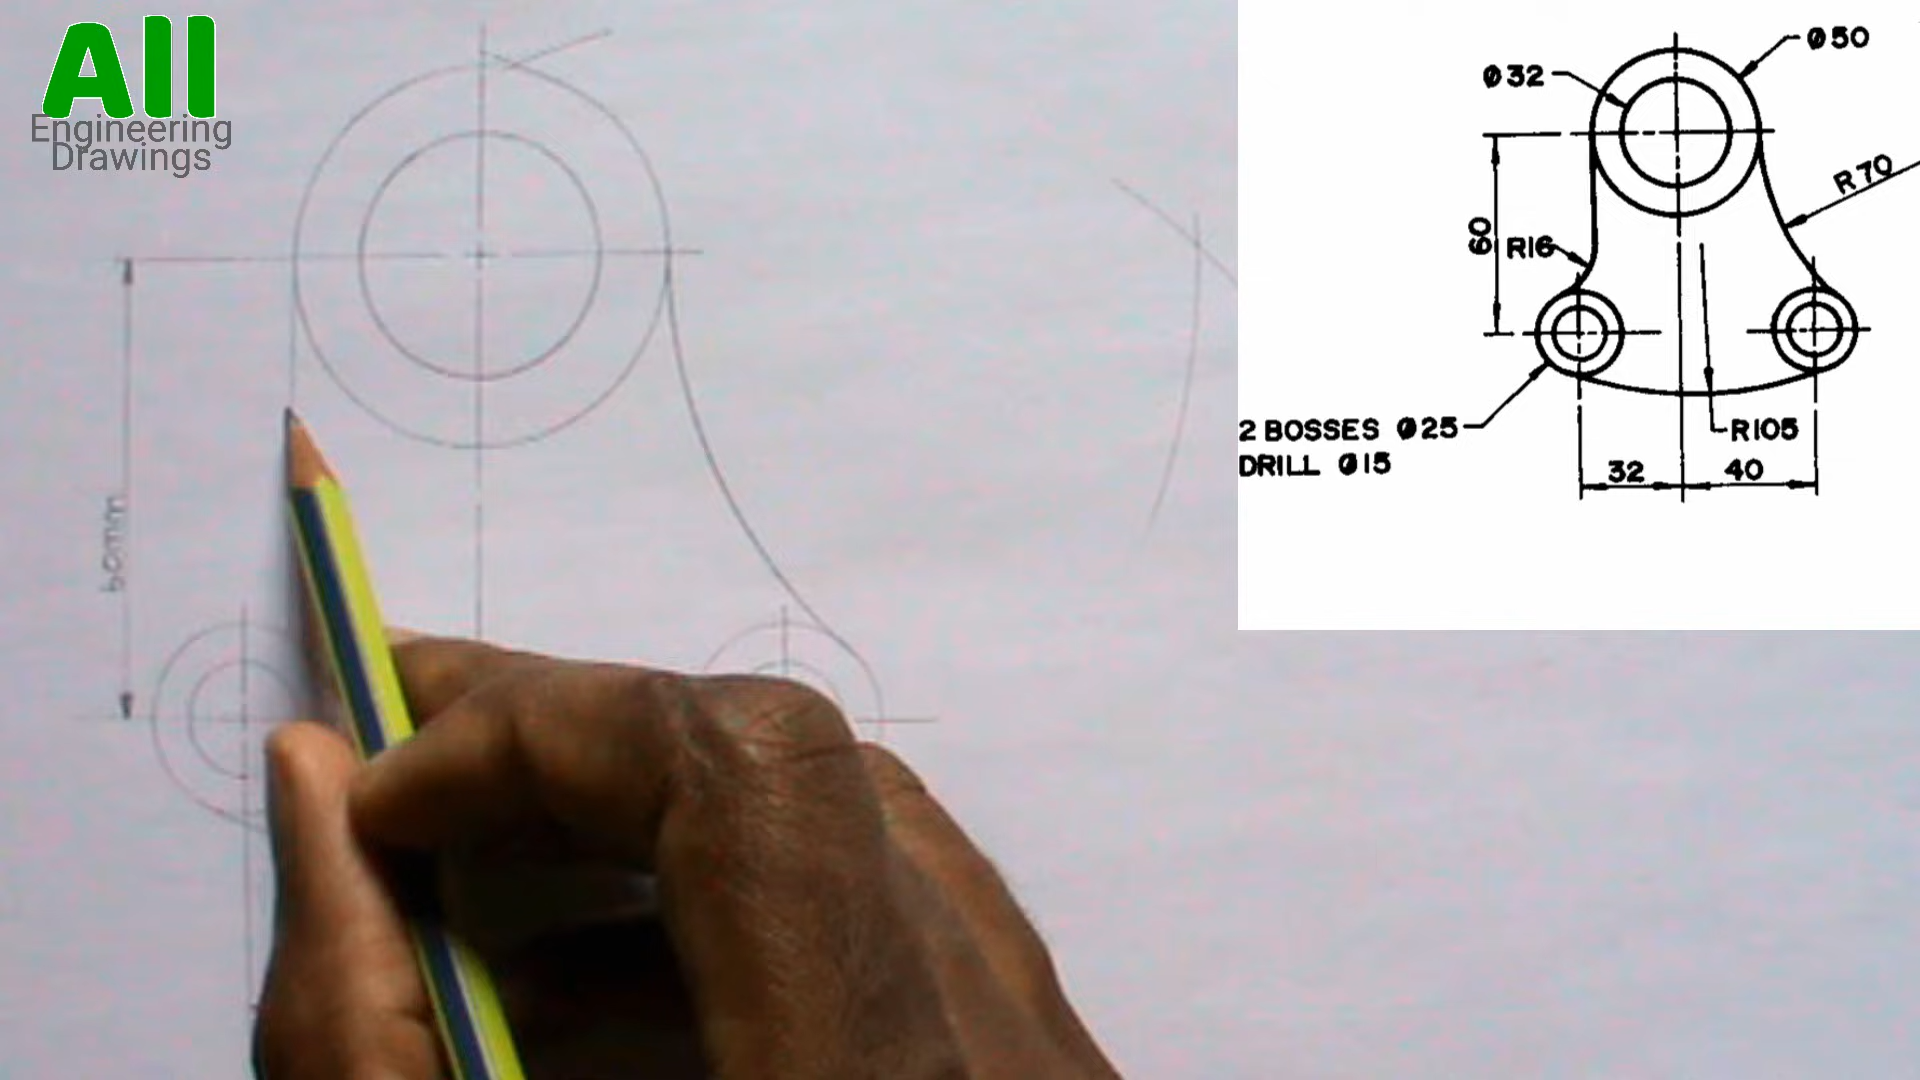 All
Engineering
Drawings
60mm
Ø50
Ø32
R70
60
R16
2 BOSSES Ø25
DRILL Ø15
R105
32
40